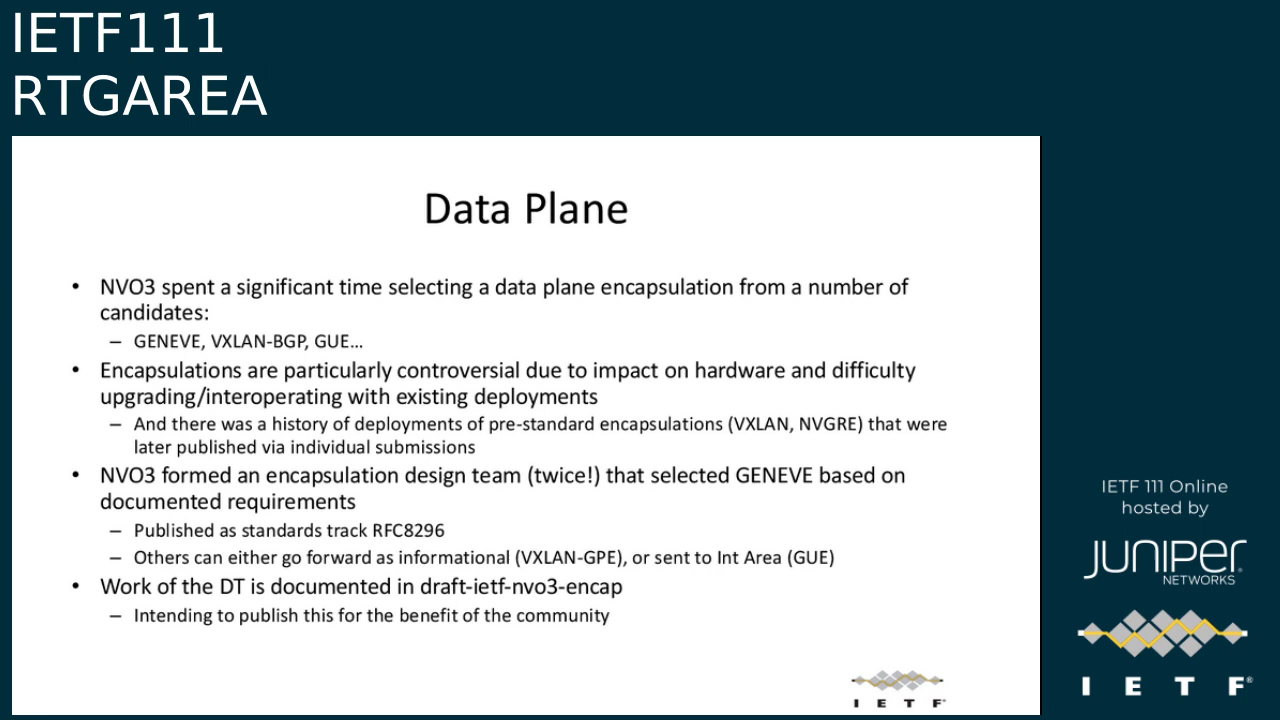 IETF111
RTGAREA
Data Plane
• NVO3 spent a significant time selecting a data plane encapsulation from a number of
candidates:
– GENEVE, VXLAN-BGP, GUE…
• Encapsulations are particularly controversial due to impact on hardware and difficulty
upgrading/interoperating with existing deployments
– And there was a history of deployments of pre-standard encapsulations (VXLAN, NVGRE) that were
later published via individual submissions
• NVO3 formed an encapsulation design team (twice!) that selected GENEVE based on
documented requirements
– Published as standards track RFC8296
– Others can either go forward as informational (VXLAN-GPE), or sent to Int Area (GUE)
• Work of the DT is documented in draft-ietf-nvo3-encap
– Intending to publish this for the benefit of the community
I E T F®
IETF 111 Online
hosted by
JUNIPER
NETWORKS
I E T F®